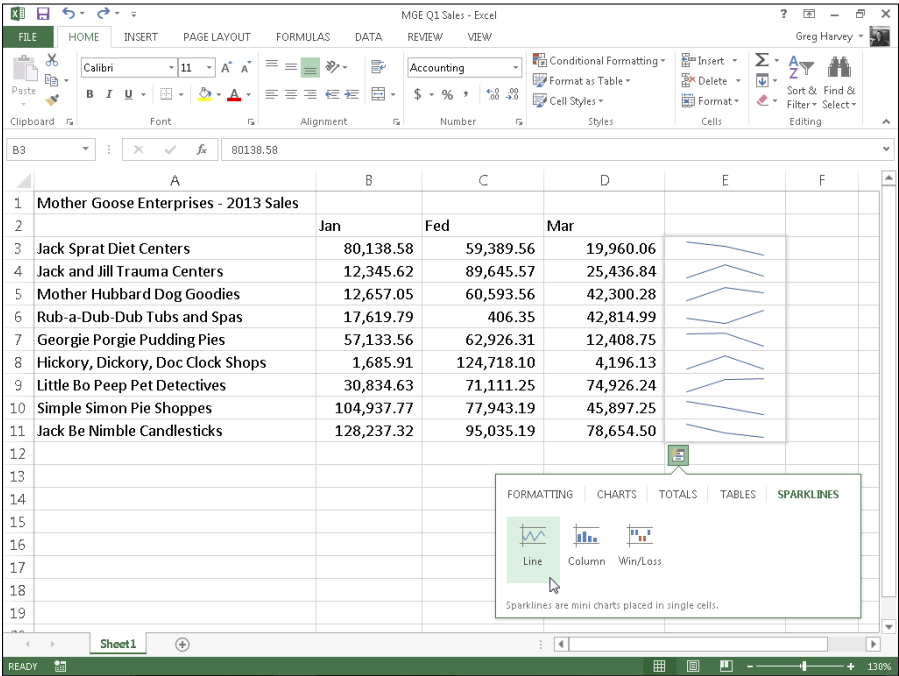 MGE Q1 Sales - Excel ?
FILE HOME INSERT PAGE LAYOUT FORMULAS DATA REVIEW VIEW Greg Harvey
Calibri 11 A A Accounting Conditional Formatting Insert Σ A Z
Paste B I U A $ % , .00 Format as Table Delete Sort & Find &
Cell Styles Format Filter Select
Clipboard Font Alignment Number Styles Cells Editing
B3 fx 80138.58
A B C D E F
1 Mother Goose Enterprises - 2013 Sales
2 Jan Fed Mar
3 Jack Sprat Diet Centers 80,138.58 59,389.56 19,960.06
4 Jack and Jill Trauma Centers 12,345.62 89,645.57 25,436.84
5 Mother Hubbard Dog Goodies 12,657.05 60,593.56 42,300.28
6 Rub-a-Dub-Dub Tubs and Spas 17,619.79 406.35 42,814.99
7 Georgie Porgie Pudding Pies 57,133.56 62,926.31 12,408.75
8 Hickory, Dickory, Doc Clock Shops 1,685.91 124,718.10 4,196.13
9 Little Bo Peep Pet Detectives 30,834.63 71,111.25 74,926.24
10 Simple Simon Pie Shoppes 104,937.77 77,943.19 45,897.25
11 Jack Be Nimble Candlesticks 128,237.32 95,035.19 78,654.50
12
13
14
15
16
17
18
19
FORMATTING CHARTS TOTALS TABLES SPARKLINES
Line Column Win/Loss
Sparklines are mini charts placed in single cells.
Sheet1
READY 130%